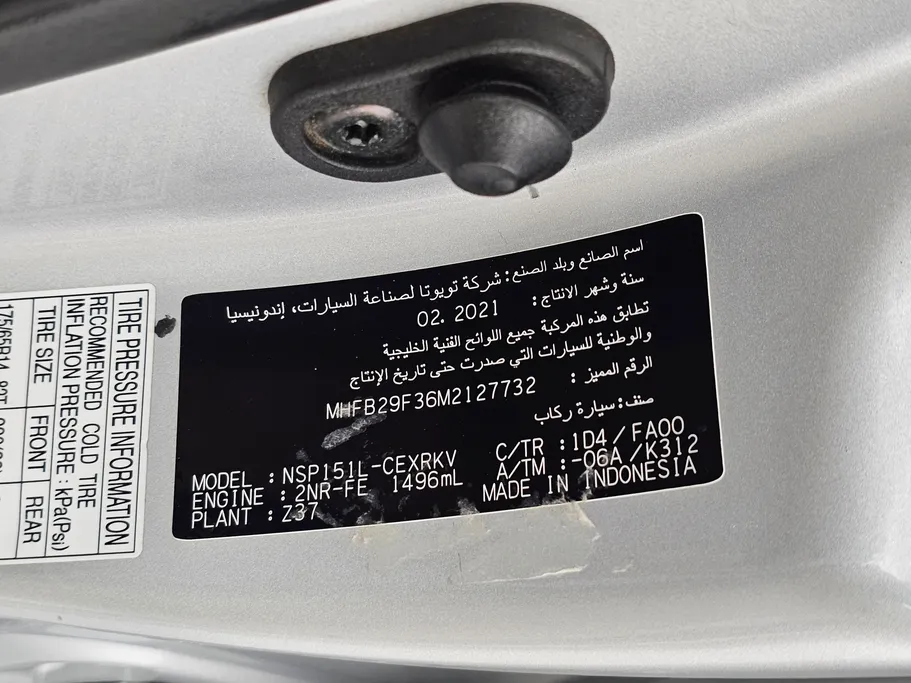 اسم الصانع وبلد الصنع: شركة تويوتا لصناعة السيارات، إندونيسيا
سنة وشهر الانتاج: 02. 2021
تطابق هذه المركبة جميع اللوائح الفنية الخليجية
والوطنية للسيارات التي صدرت حتى تاريخ الإنتاج
الرقم المميز : MHFB29F36M2127732
صنف: سيارة ركاب
MODEL : NSP151L-CEXRKV C/TR : 1D4/FA00
ENGINE : 2NR-FE 1496mL A/TM : -06A/K312
PLANT : Z37 MADE IN INDONESIA
TIRE PRESSURE INFORMATION
RECOMMENDED COLD TIRE
INFLATION PRESSURE : kPa(Psi)
TIRE SIZE FRONT REAR
175/65R14 82T